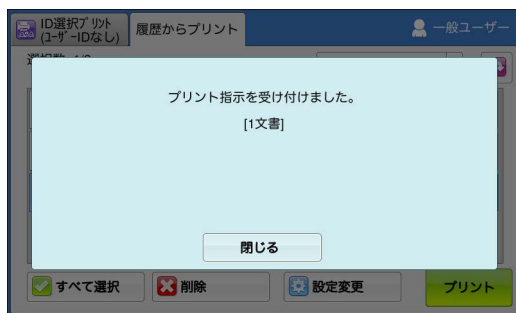 ID選択プリント
(ユーザーIDなし)
履歴からプリント
一般ユーザー
プリント指示を受け付けました。
[1文書]
閉じる
すべて選択
削除
設定変更
プリント